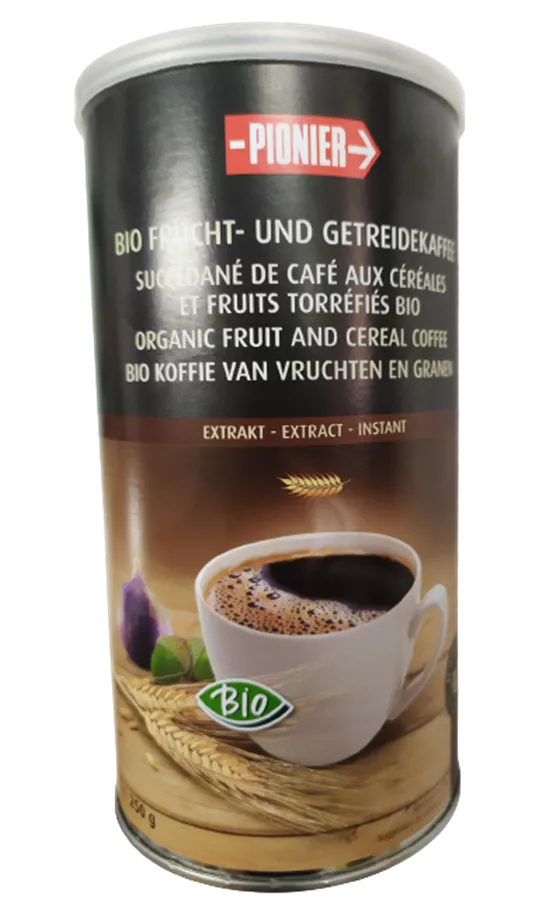 -PIONIER→
BIO FRUCHT- UND GETREIDEKAFFEE
SUCCÉDANÉ DE CAFÉ AUX CÉRÉALES
ET FRUITS TORRÉFIÉS BIO
ORGANIC FRUIT AND CEREAL COFFEE
BIO KOFFIE VAN VRUCHTEN EN GRANEN
EXTRAKT - EXTRACT - INSTANT
BIO
250 g